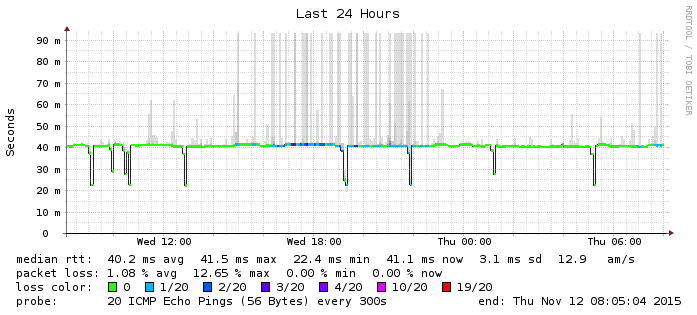 Last 24 Hours
RRDTOOL / TOBI OETIKER
Seconds
90 m
80 m
70 m
60 m
50 m
40 m
30 m
20 m
10 m
0
Wed 12:00 Wed 18:00 Thu 00:00 Thu 06:00
median rtt: 40.2 ms avg 41.5 ms max 22.4 ms min 41.1 ms now 3.1 ms sd 12.9 am/s
packet loss: 1.08 % avg 12.65 % max 0.00 % min 0.00 % now
loss color: 0 1/20 2/20 3/20 4/20 10/20 19/20
probe: 20 ICMP Echo Pings (56 Bytes) every 300s end: Thu Nov 12 08:05:04 2015